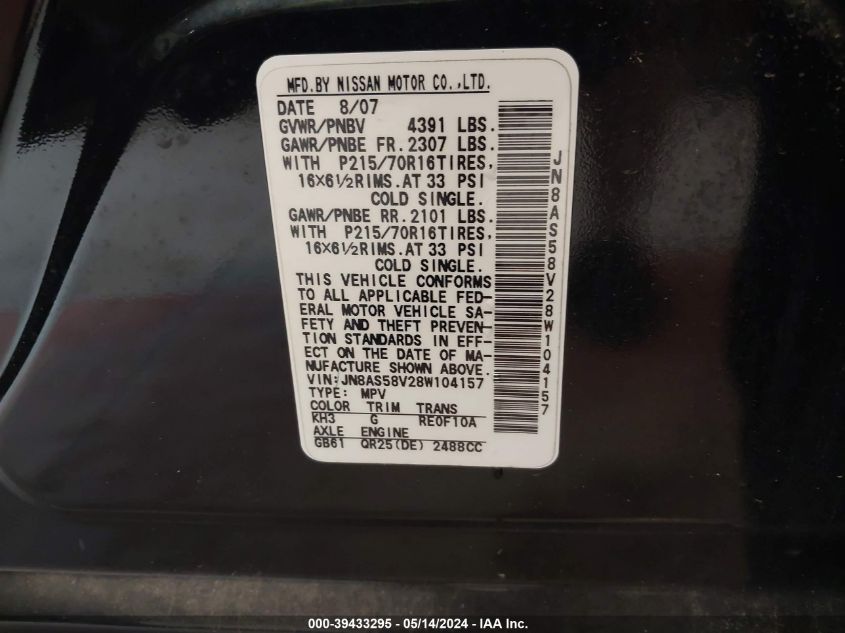 MFD.BY NISSAN MOTOR CO.,LTD.
DATE 8/07
GVWR/PNBV 4391 LBS.
GAWR/PNBE FR.2307 LBS.
WITH P215/70R16TIRES,
16X6½RIMS.AT 33 PSI
COLD SINGLE.
GAWR/PNBE RR.2101 LBS.
WITH P215/70R16TIRES,
16X6½RIMS.AT 33 PSI
COLD SINGLE.
THIS VEHICLE CONFORMS
TO ALL APPLICABLE FED-
ERAL MOTOR VEHICLE SA-
FETY AND THEFT PREVEN-
TION STANDARDS IN EFF-
ECT ON THE DATE OF MA-
NUFACTURE SHOWN ABOVE.
VIN:JN8AS58V28W104157
TYPE: MPV
COLOR TRIM TRANS
KH3 G RE0F10A
AXLE ENGINE
GB61 QR25(DE) 2488CC
JN8AS58V28W104157
000-39433295 - 05/14/2024 - IAA Inc.